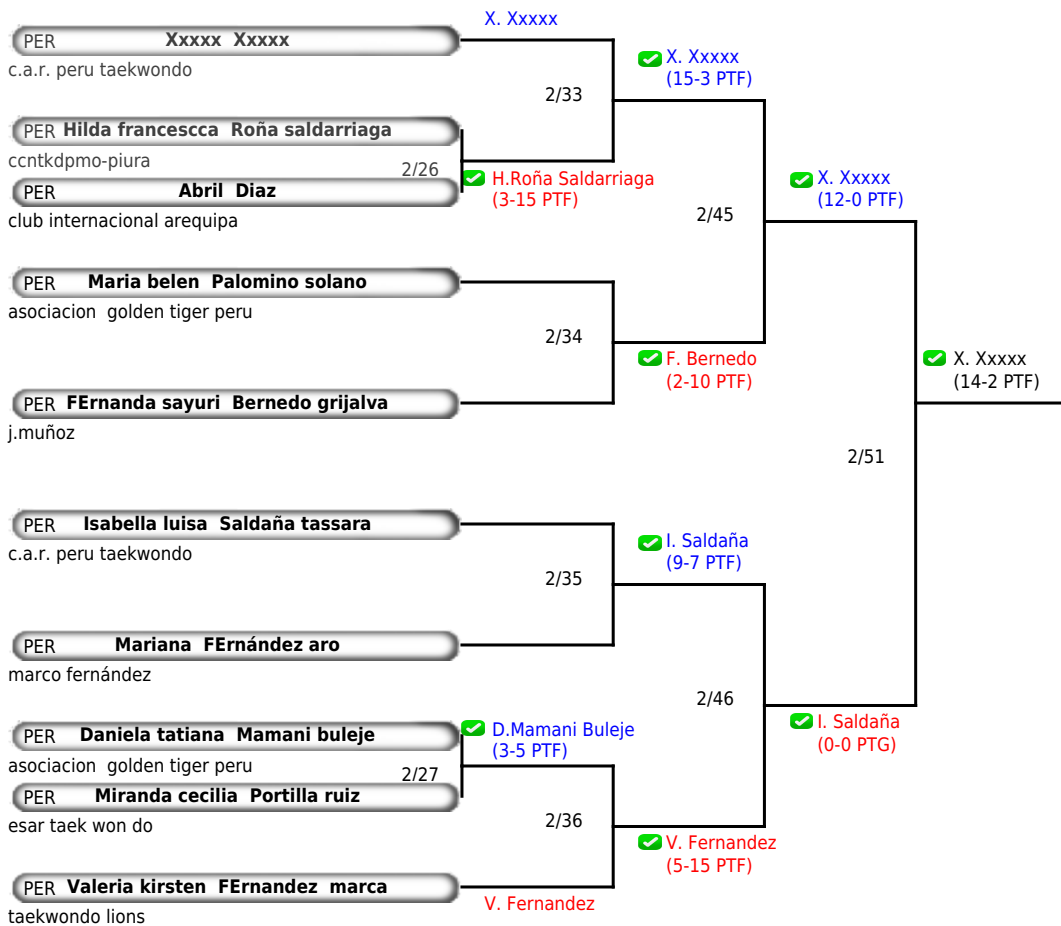 X. Xxxxx
PER Xxxxx Xxxxx
c.a.r. peru taekwondo
X. Xxxxx
(15-3 PTF)
2/33
PER Hilda francescca Roña saldarriaga
ccntkdpmo-piura
2/26
H.Roña Saldarriaga
(3-15 PTF)
PER Abril Diaz
club internacional arequipa
X. Xxxxx
(12-0 PTF)
2/45
PER Maria belen Palomino solano
asociacion golden tiger peru
2/34
F. Bernedo
(2-10 PTF)
X. Xxxxx
(14-2 PTF)
PER FErnanda sayuri Bernedo grijalva
j.muñoz
2/51
PER Isabella luisa Saldaña tassara
c.a.r. peru taekwondo
I. Saldaña
(9-7 PTF)
2/35
PER Mariana FErnández aro
marco fernández
2/46
I. Saldaña
(0-0 PTG)
PER Daniela tatiana Mamani buleje
D.Mamani Buleje
(3-5 PTF)
asociacion golden tiger peru
2/27
PER Miranda cecilia Portilla ruiz
esar taek won do
2/36
V. Fernandez
(5-15 PTF)
PER Valeria kirsten FErnandez marca
V. Fernandez
taekwondo lions